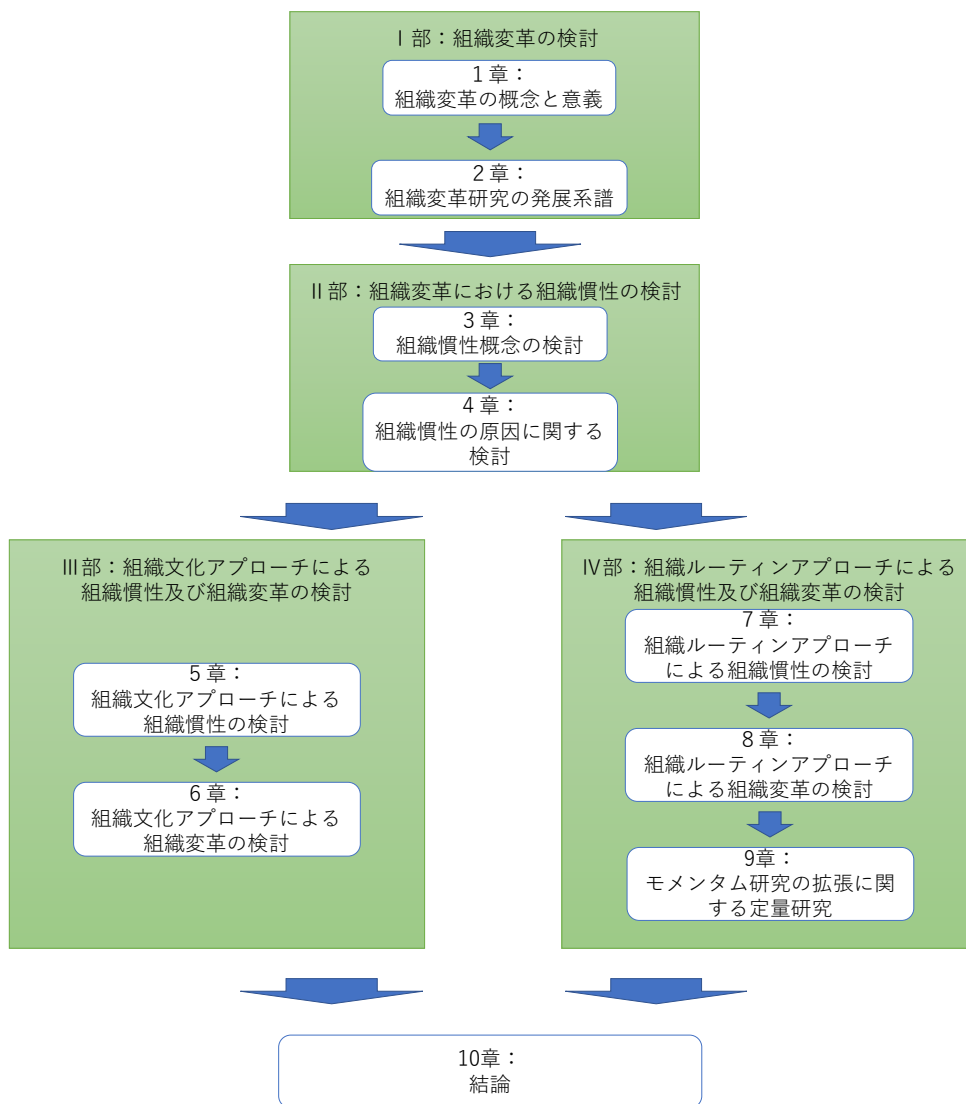 Ⅰ部：組織変革の検討
1章：
組織変革の概念と意義
2章：
組織変革研究の発展系譜
Ⅱ部：組織変革における組織慣性の検討
3章：
組織慣性概念の検討
4章：
組織慣性の原因に関する
検討
Ⅲ部：組織文化アプローチによる
組織慣性及び組織変革の検討
5章：
組織文化アプローチによる
組織慣性の検討
6章：
組織文化アプローチによる
組織変革の検討
Ⅳ部：組織ルーティンアプローチによる
組織慣性及び組織変革の検討
7章：
組織ルーティンアプローチ
による組織慣性の検討
8章：
組織ルーティンアプローチ
による組織変革の検討
9章：
モメンタム研究の拡張に関
する定量研究
10章：
結論